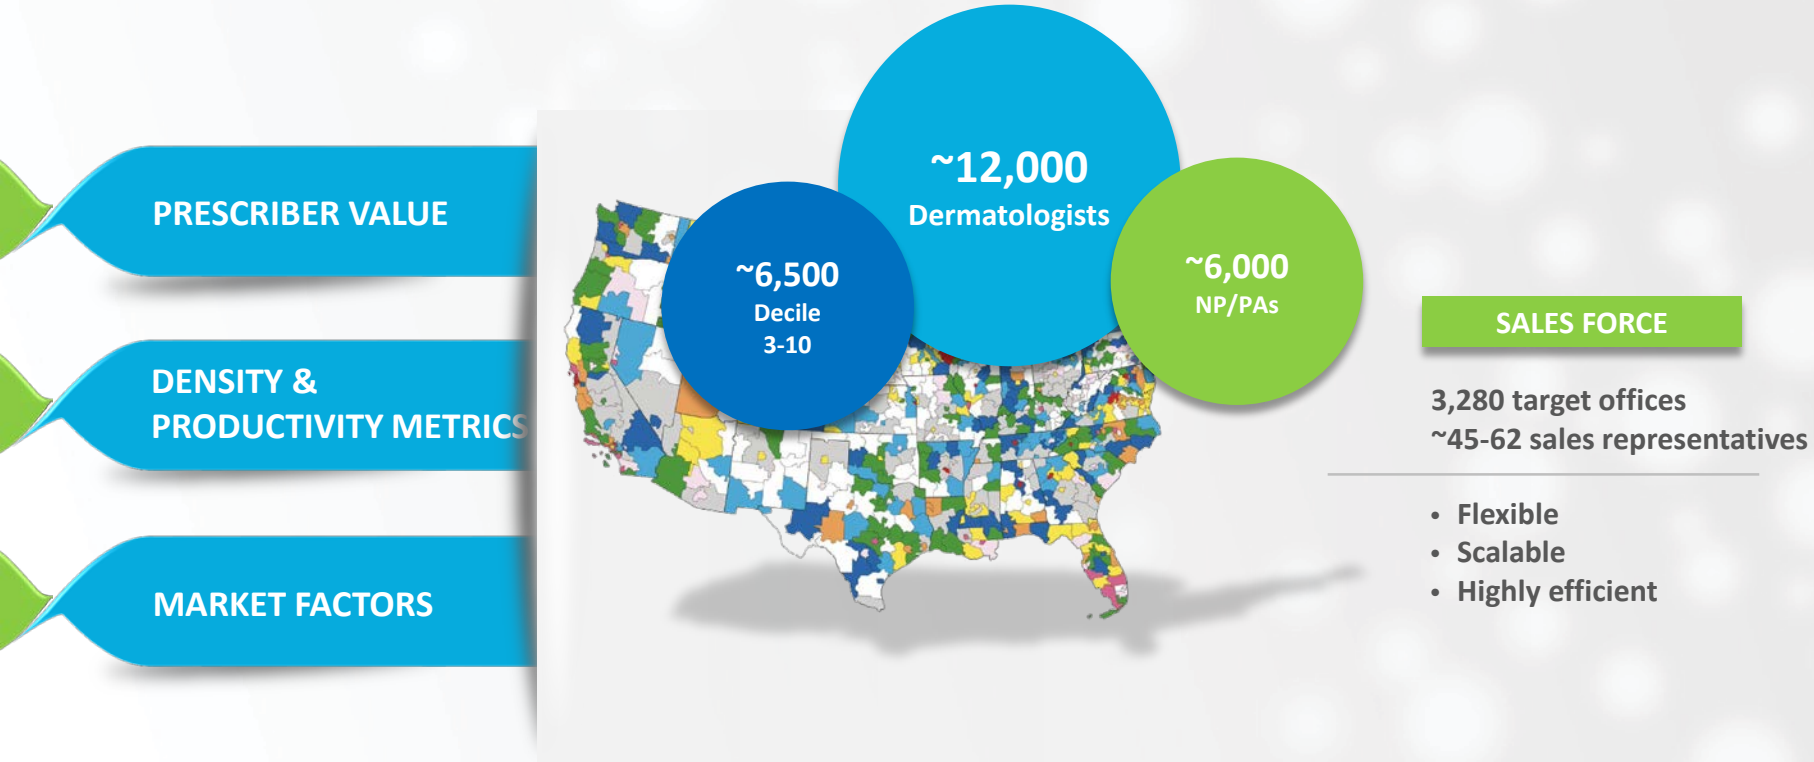 PRESCRIBER VALUE
DENSITY &
PRODUCTIVITY METRICS
MARKET FACTORS
~6,500
Decile
3-10
~12,000
Dermatologists
~6,000
NP/PAs
SALES FORCE
3,280 target offices
~45-62 sales representatives
• Flexible
• Scalable
• Highly efficient